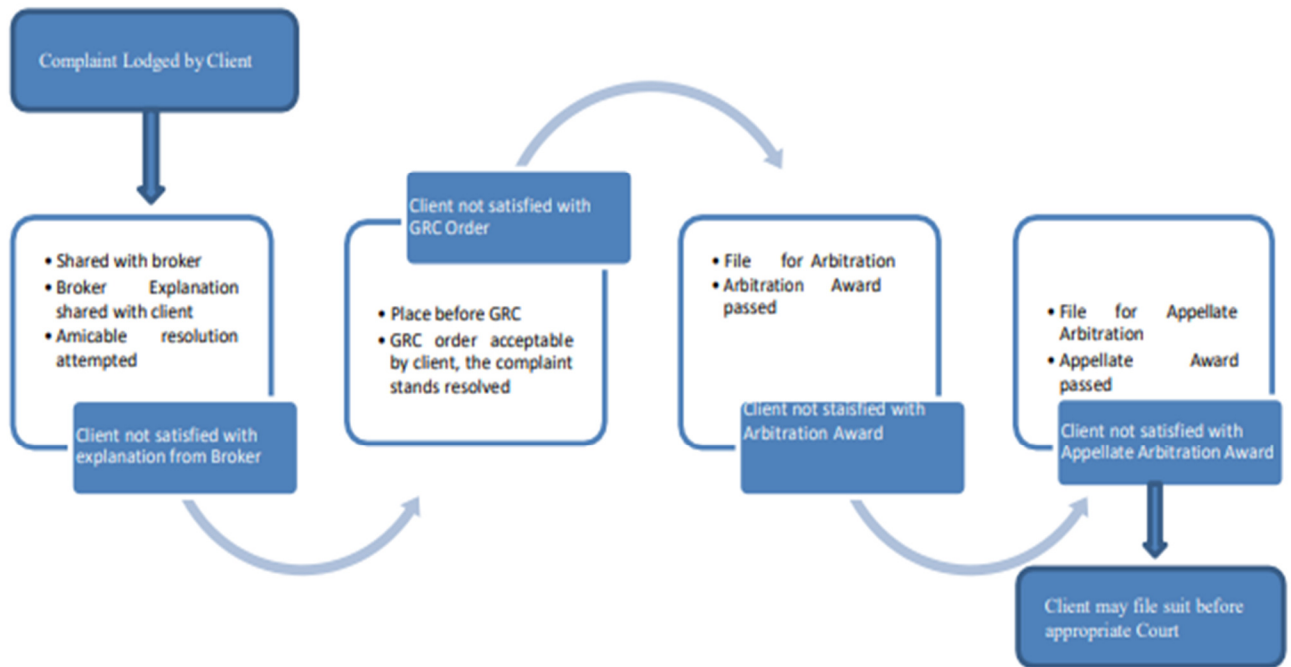 Complaint Lodged by Client
• Shared with broker
• Broker Explanation
shared with client
• Amicable resolution
attempted
Client not satisfied with
explanation from Broker
Client not satisfied with
GRC Order
• Place before GRC
• GRC order acceptable
by client, the complaint
stands resolved
• File for Arbitration
• Arbitration Award
passed
Client not staisfied with
Arbitration Award
• File for Appellate
Arbitration
• Appellate Award
passed
Client not satisfied with
Appellate Arbitration Award
Client may file suit before
appropriate Court